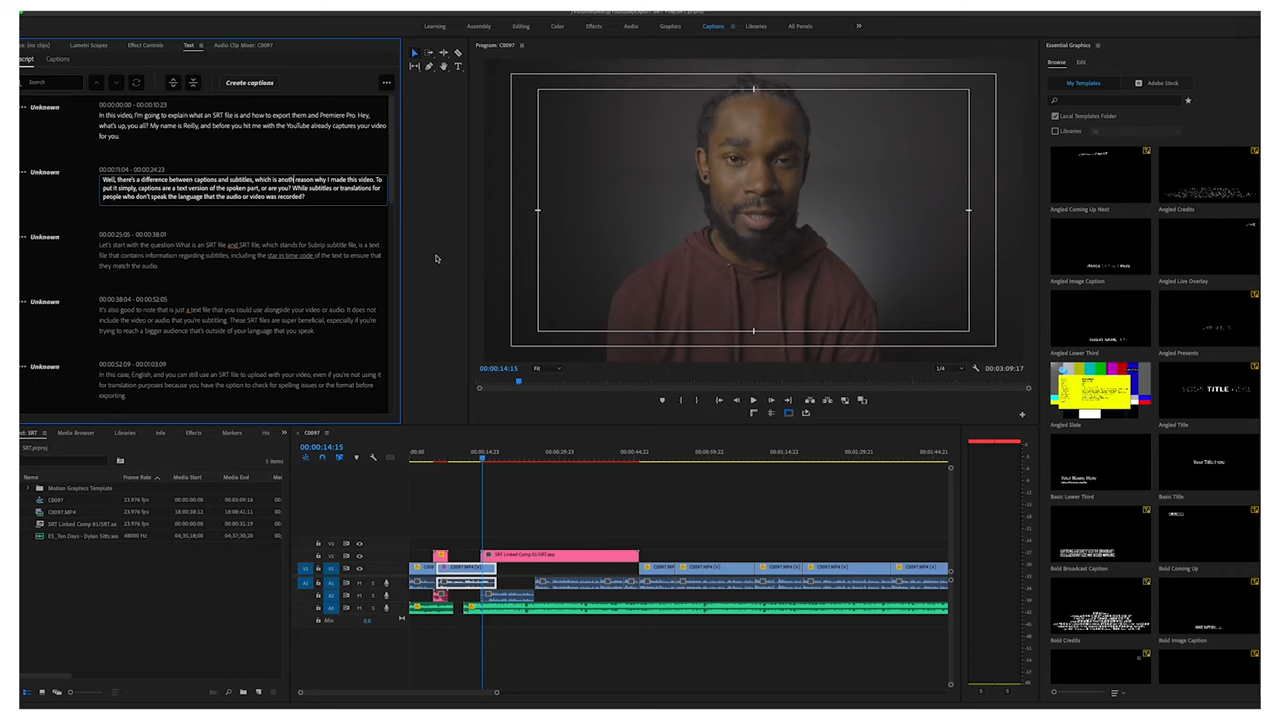 Learning
Assembly
Editing
Color
Effects
Audio
Graphics
Captions
Libraries
All Panels
(no clips)
Lumetri Scopes
Effect Controls
Text
Audio Clip Mixer: C0097
Captions
Search
Create captions
Unknown
00:00:00:00 - 00:00:10:23
In this video, I'm going to explain what an SRT file is and how to export them and Premiere Pro. Hey,
what's up, you all? My name is Reilly, and before you hit me with the YouTube already captures your video
for you.
Unknown
00:00:11:04 - 00:00:24:23
Well, there's a difference between captions and subtitles, which is anoth reason why I made this video. To
put it simply, captions are a text version of the spoken part, or are you? While subtitles or translations for
people who don't speak the language that the audio or video was recorded?
Unknown
00:00:25:05 - 00:00:38:01
Let's start with the question What is an SRT file and SRT file, which stands for Subrip subtitle file, is a text
file that contains information regarding subtitles, including the star in time code of the text to ensure that
they match the audio.
Unknown
00:00:38:04 - 00:00:52:05
It's also good to note that is just a text file that you could use alongside your video or audio. It does not
include the video or audio that you're subtitling. These SRT files are super beneficial, especially if you're
trying to reach a bigger audience that's outside of your language that you speak.
Unknown
00:00:52:09 - 00:01:03:09
In this case, English, and you can still use an SRT file to upload with your video, even if you're not using it
for translation purposes because you have the option to check for spelling issues or the format before
exporting.
Program: C0097
00:00:14:15
Fit
1/4
00:03:09:17
Essential Graphics
Browse
Edit
My Templates
Adobe Stock
Local Templates Folder
Libraries
All
Angled Coming Up Next
Angled Credits
Angled Image Caption
Angled Live Overlay
Angled Lower Third
Angled Presents
YOUR TITLE HERE
Angled Slate
Angled Title
Your Name Here
Your Title Here
Basic Lower Third
Basic Title
Bold Broadcast Caption
Bold Coming Up
Bold Credits
Bold Image Caption
SRT
Media Browser
Libraries
Info
Effects
Markers
His
SRT.prproj
5 items
Name
Frame Rate
Media Start
Media End
Motion Graphics Template
C0097
23.976 fps
00:00:00:00
00:03:09:16
C0097.MP4
23.976 fps
18:00:38:12
18:08:41:11
SRT Linked Comp 01/SRT.ae
23.976 fps
00:00:00:00
00:00:31:19
ES_Ten Days - Dylan Sitts.wa
48000 Hz
C0097
00:00:14:15
:00:00
00:00:14:23
00:00:29:23
00:00:44:22
00:00:59:22
00:01:14:22
00:01:29:21
00:01:44:21
V3
V2
V1
V1
A1
A1
M
S
A2
M
S
A3
M
S
Mix
0.0
SRT Linked Comp 01/SRT.aep
C0097.MP4 [V]
C0097.MP4 [V]
C0097.MP4 [V]
C0097.MP4 [V]
S
S